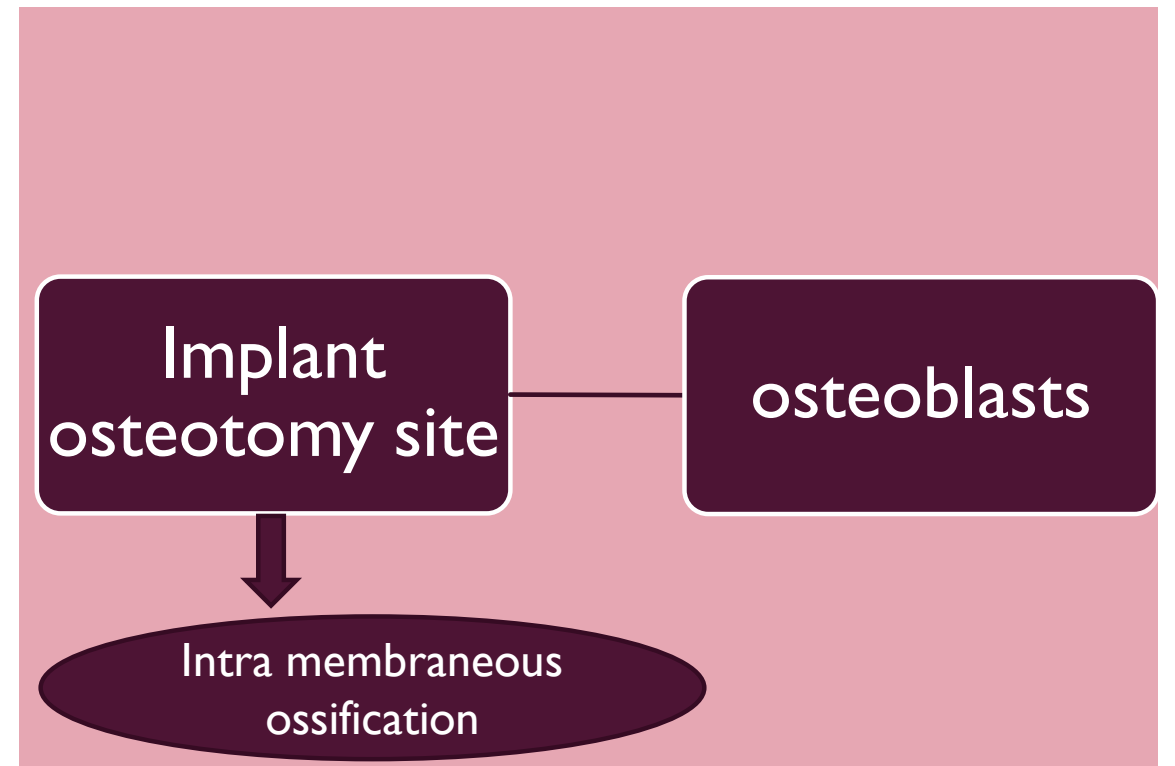 Implant
osteotomy site
osteoblasts
Intra membraneous
ossification